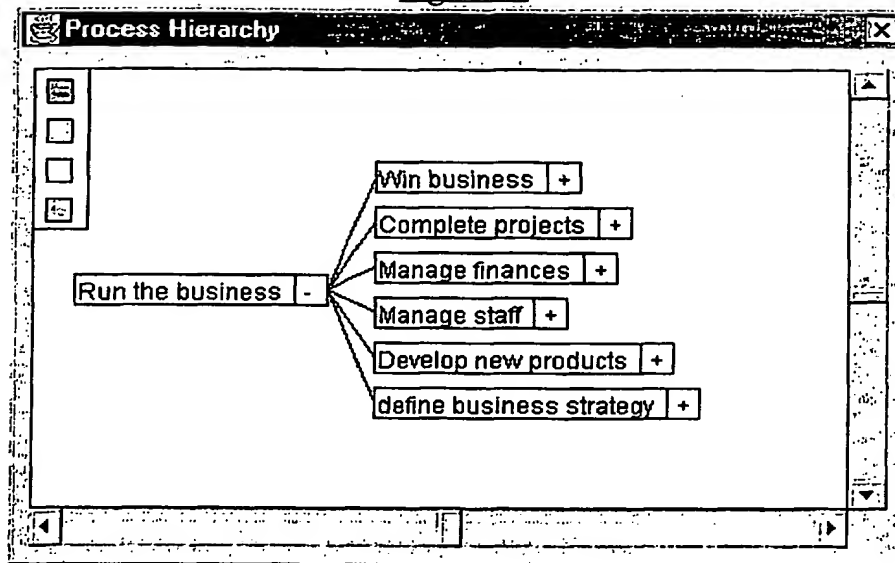 Process Hierarchy
Win business +
Complete projects +
Manage finances +
Run the business -
Manage staff +
Develop new products +
define business strategy +